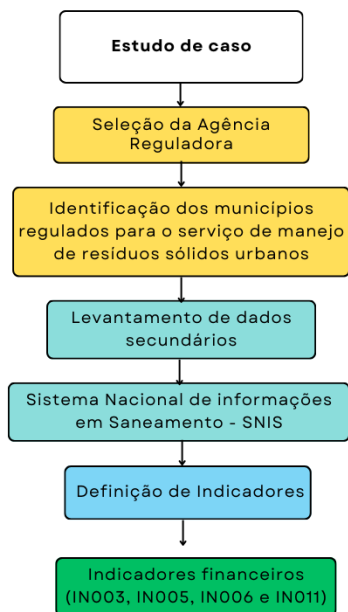 Estudo de caso
Seleção da Agência
Reguladora
Identificação dos municípios
regulados para o serviço de manejo
de resíduos sólidos urbanos
Levantamento de dados
secundários
Sistema Nacional de informações
em Saneamento - SNIS
Definição de Indicadores
Indicadores financeiros
(IN003, IN005, IN006 e IN011)